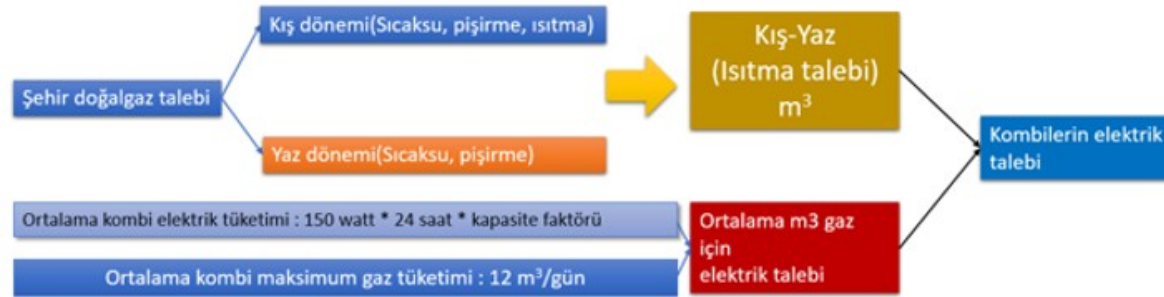 Kış dönemi(Sıcaksu, pişirme, ısıtma)
Şehir doğalgaz talebi
Yaz dönemi(Sıcaksu, pişirme)
Kış-Yaz
(Isıtma talebi)
m³
Kombilerin elektrik
talebi
Ortalama kombi elektrik tüketimi : 150 watt * 24 saat * kapasite faktörü
Ortalama kombi maksimum gaz tüketimi : 12 m³/gün
Ortalama m3 gaz
için
elektrik talebi